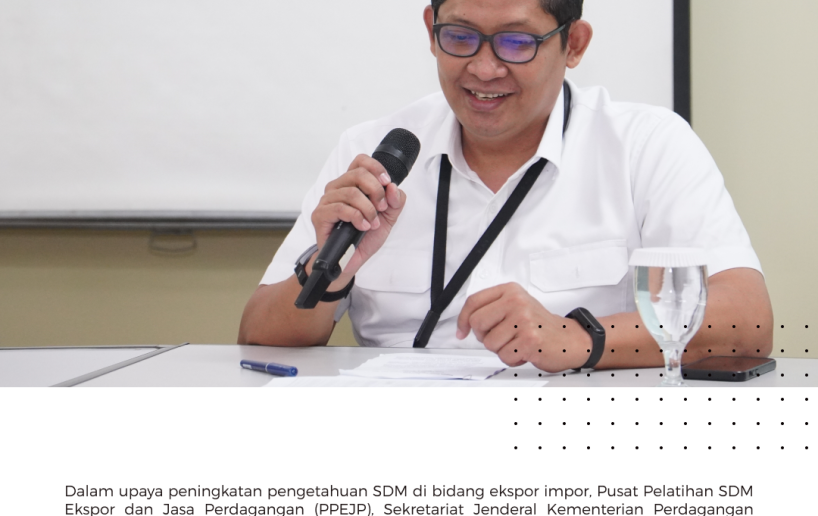 Dalam upaya peningkatan pengetahuan SDM di bidang ekspor impor, Pusat Pelatihan SDM
Ekspor dan Jasa Perdagangan (PPEJP), Sekretariat Jenderal Kementerian Perdagangan